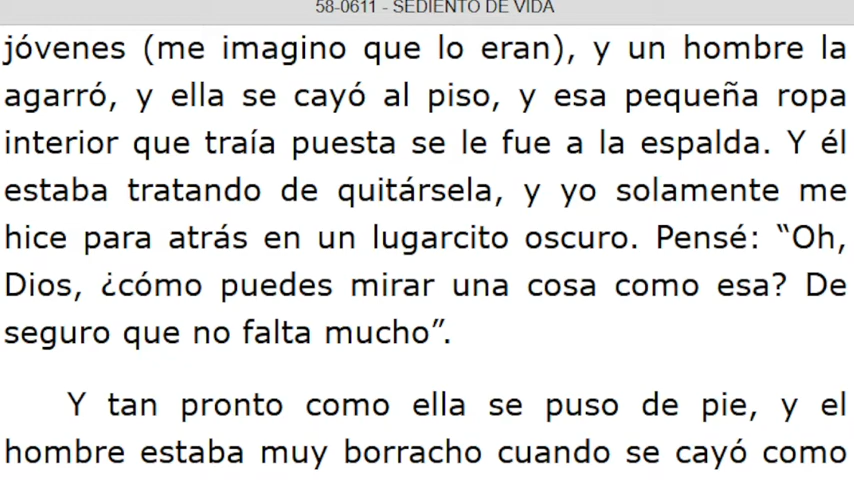 58-0611 - SEDIENTO DE VIDA
jóvenes (me imagino que lo eran), y un hombre la
agarró, y ella se cayó al piso, y esa pequeña ropa
interior que traía puesta se le fue a la espalda. Y él
estaba tratando de quitársela, y yo solamente me
hice para atrás en un lugarcito oscuro. Pensé: “Oh,
Dios, ¿cómo puedes mirar una cosa como esa? De
seguro que no falta mucho”.
Y tan pronto como ella se puso de pie, y el
hombre estaba muy borracho cuando se cayó como